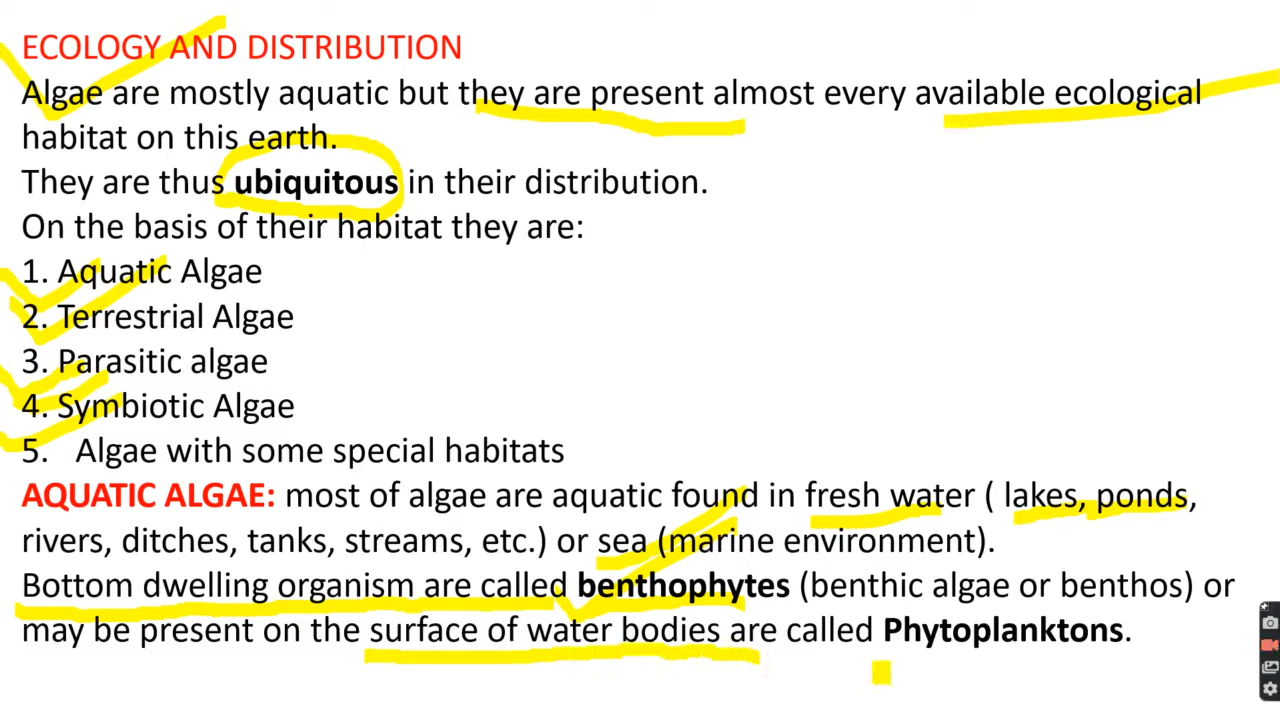 ECOLOGY AND DISTRIBUTION
Algae are mostly aquatic but they are present almost every available ecological
habitat on this earth.
They are thus ubiquitous in their distribution.
On the basis of their habitat they are:
1. Aquatic Algae
2. Terrestrial Algae
3. Parasitic algae
4. Symbiotic Algae
5. Algae with some special habitats
AQUATIC ALGAE: most of algae are aquatic found in fresh water ( lakes, ponds,
rivers, ditches, tanks, streams, etc.) or sea (marine environment).
Bottom dwelling organism are called benthophytes (benthic algae or benthos) or
may be present on the surface of water bodies are called Phytoplanktons.